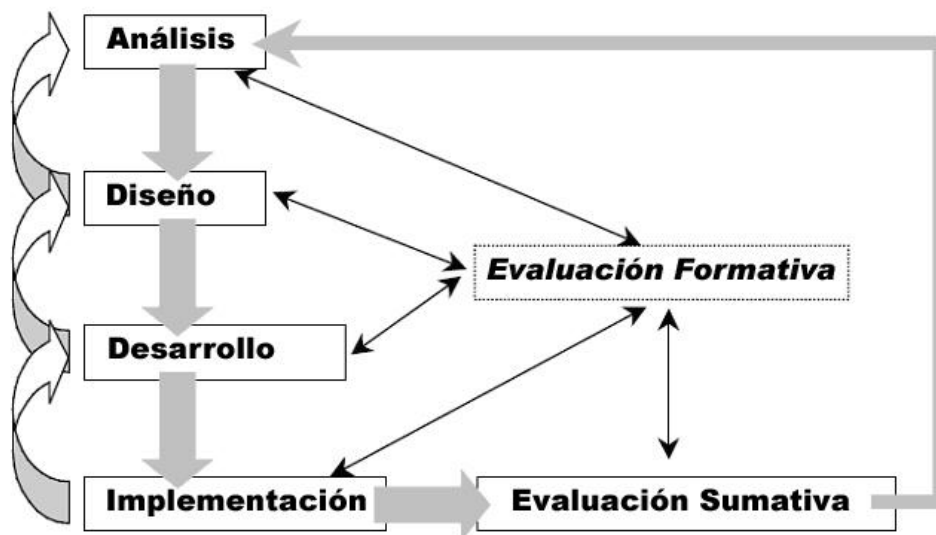 Análisis
Diseño
Evaluación Formativa
Desarrollo
Implementación
Evaluación Sumativa